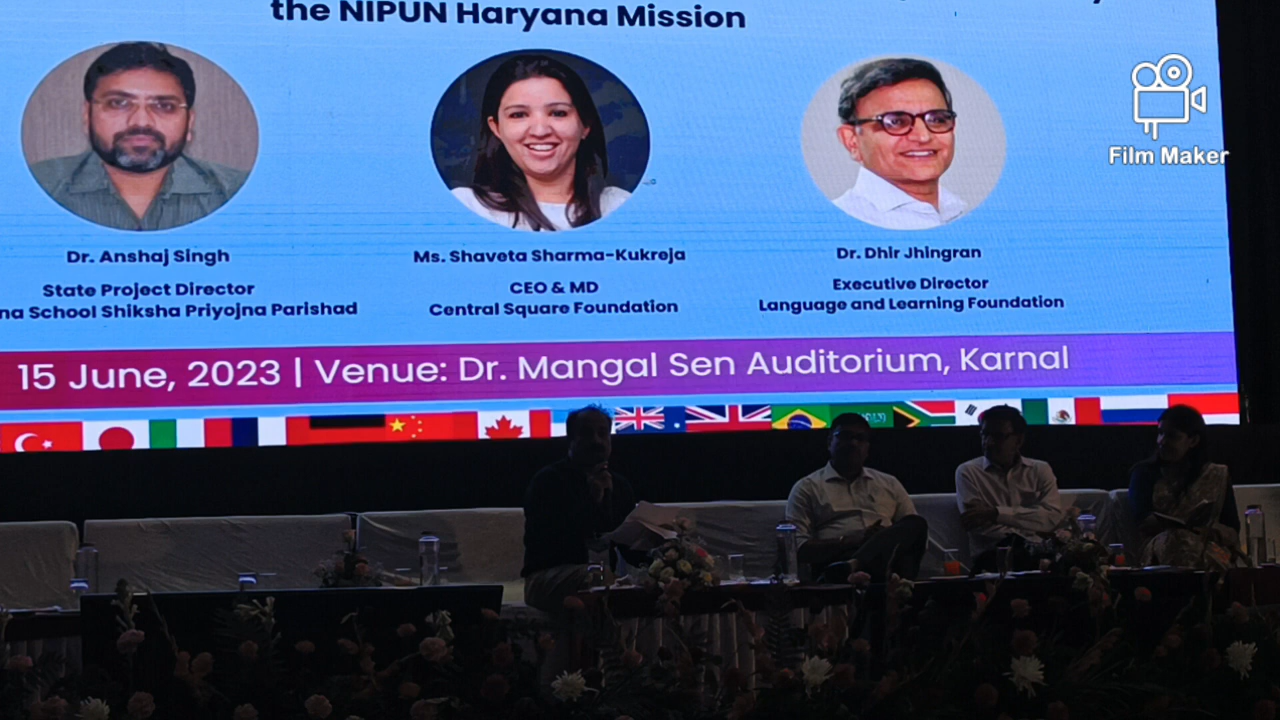 the NIPUN Haryana Mission
Film Maker
Dr. Anshaj Singh
State Project Director
na School Shiksha Priyojna Parishad
Ms. Shaveta Sharma-Kukreja
CEO & MD
Central Square Foundation
Dr. Dhir Jhingran
Executive Director
Language and Learning Foundation
15 June, 2023 | Venue: Dr. Mangal Sen Auditorium, Karnal